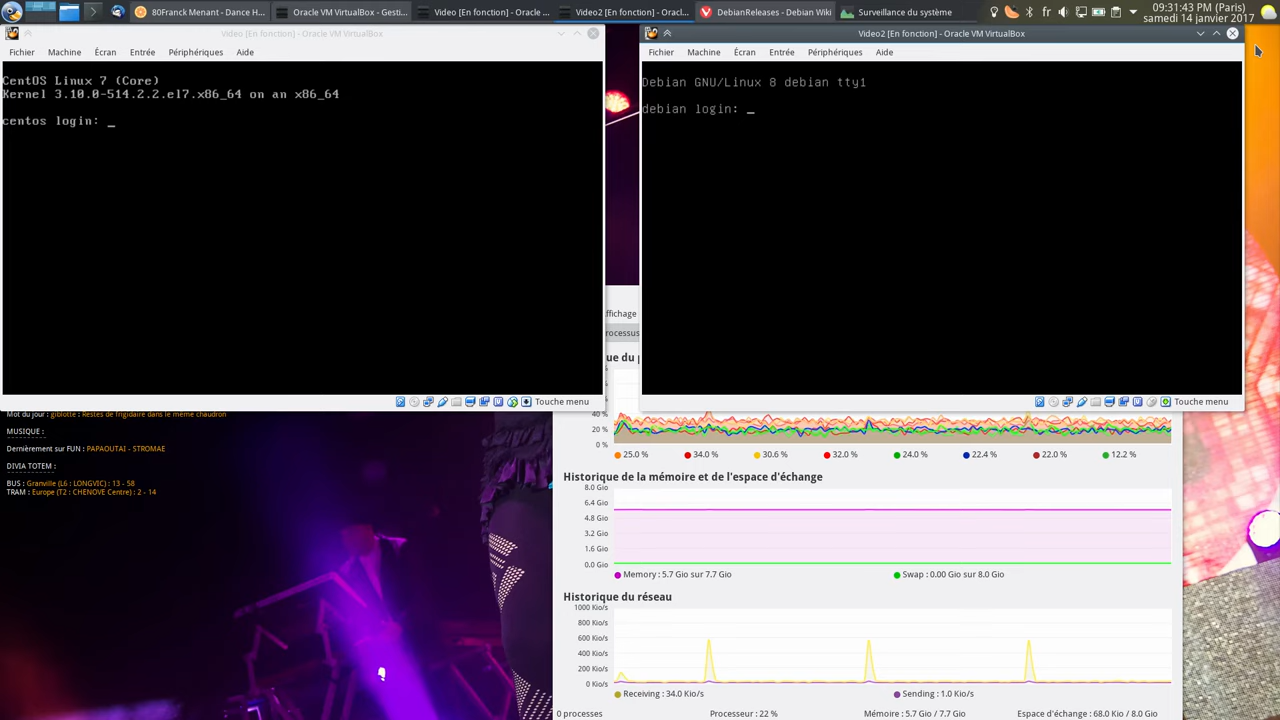 80Franck Menant - Dance H...
Oracle VM VirtualBox - Gesti...
Video [En fonction] - Oracle ...
Video2 [En fonction] - Oracl...
DebianReleases - Debian Wiki
Surveillance du système
fr
09:31:43 PM (Paris)
samedi 14 janvier 2017
Video [En fonction] - Oracle VM VirtualBox
Fichier Machine Écran Entrée Périphériques Aide
CentOS Linux 7 (Core)
Kernel 3.10.0-514.2.2.el7.x86_64 on an x86_64
centos login: _
Touche menu
Video2 [En fonction] - Oracle VM VirtualBox
Fichier Machine Écran Entrée Périphériques Aide
Debian GNU/Linux 8 debian tty1
debian login: _
Touche menu
ffichage
rocessus
que du p
Mot du jour : giblotte : Restes de frigidaire dans le même chaudron
MUSIQUE :
Dernièrement sur FUN : PAPAOUTAI - STROMAE
DIVIA TOTEM :
BUS : Granville (L6 : LONGVIC) : 13 - 58
TRAM : Europe (T2 : CHENOVE Centre) : 2 - 14
40 %
20 %
0 %
25.0 % 34.0 % 30.6 % 32.0 % 24.0 % 22.4 % 22.0 % 12.2 %
Historique de la mémoire et de l'espace d'échange
8.0 Gio
6.4 Gio
4.8 Gio
3.2 Gio
1.6 Gio
0.0 Gio
Memory : 5.7 Gio sur 7.7 Gio
Swap : 0.00 Gio sur 8.0 Gio
Historique du réseau
1000 Kio/s
800 Kio/s
600 Kio/s
400 Kio/s
200 Kio/s
0 Kio/s
Receiving : 34.0 Kio/s
Sending : 1.0 Kio/s
0 processes
Processeur : 22 %
Mémoire : 5.7 Gio / 7.7 Gio
Espace d'échange : 68.0 Kio / 8.0 Gio